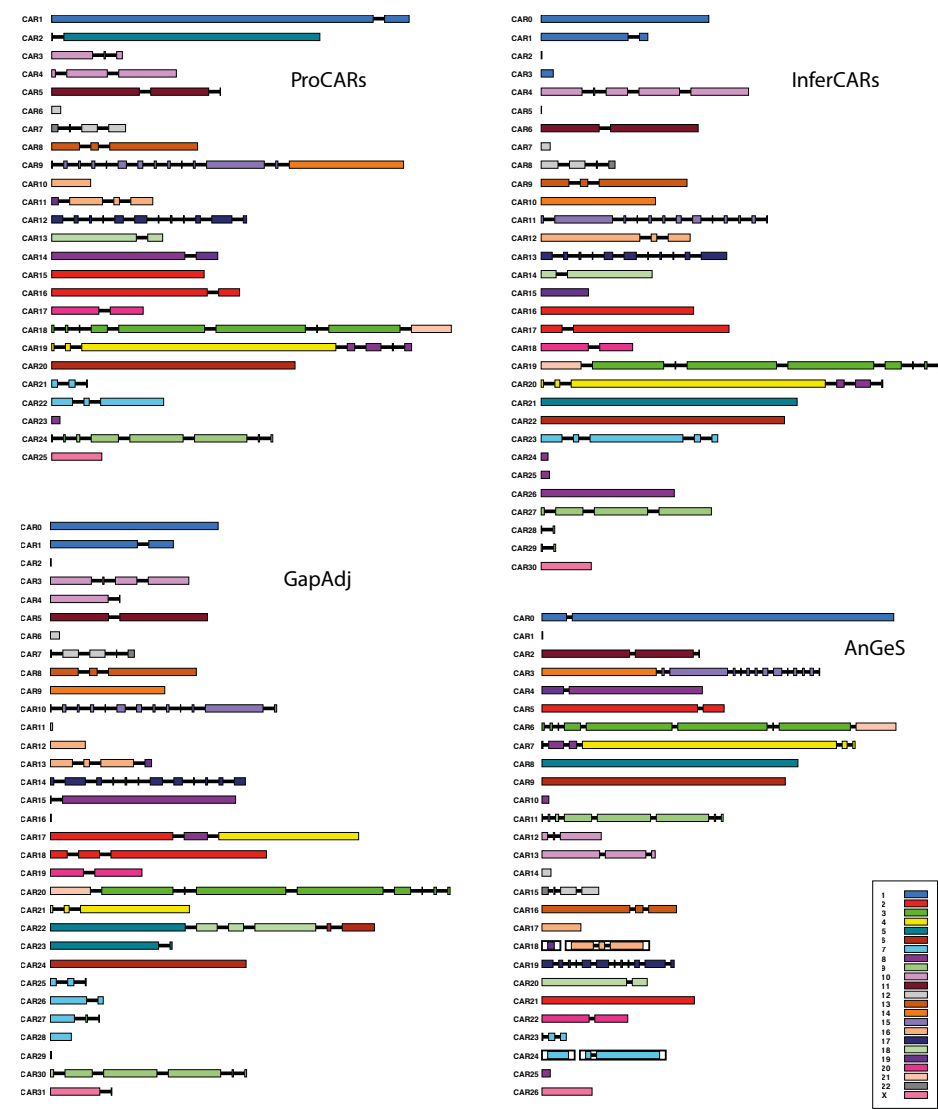 ProCARs
CAR1
CAR2
CAR3
CAR4
CAR5
CAR6
CAR7
CAR8
CAR9
CAR10
CAR11
CAR12
CAR13
CAR14
CAR15
CAR16
CAR17
CAR18
CAR19
CAR20
CAR21
CAR22
CAR23
CAR24
CAR25
InferCARs
CAR0
CAR1
CAR2
CAR3
CAR4
CAR5
CAR6
CAR7
CAR8
CAR9
CAR10
CAR11
CAR12
CAR13
CAR14
CAR15
CAR16
CAR17
CAR18
CAR19
CAR20
CAR21
CAR22
CAR23
CAR24
CAR25
CAR26
CAR27
CAR28
CAR29
CAR30
GapAdj
CAR0
CAR1
CAR2
CAR3
CAR4
CAR5
CAR6
CAR7
CAR8
CAR9
CAR10
CAR11
CAR12
CAR13
CAR14
CAR15
CAR16
CAR17
CAR18
CAR19
CAR20
CAR21
CAR22
CAR23
CAR24
CAR25
CAR26
CAR27
CAR28
CAR29
CAR30
CAR31
AnGeS
CAR0
CAR1
CAR2
CAR3
CAR4
CAR5
CAR6
CAR7
CAR8
CAR9
CAR10
CAR11
CAR12
CAR13
CAR14
CAR15
CAR16
CAR17
CAR18
CAR19
CAR20
CAR21
CAR22
CAR23
CAR24
CAR25
CAR26
1
2
3
4
5
6
7
8
9
10
11
12
13
14
15
16
17
18
19
20
21
22
X